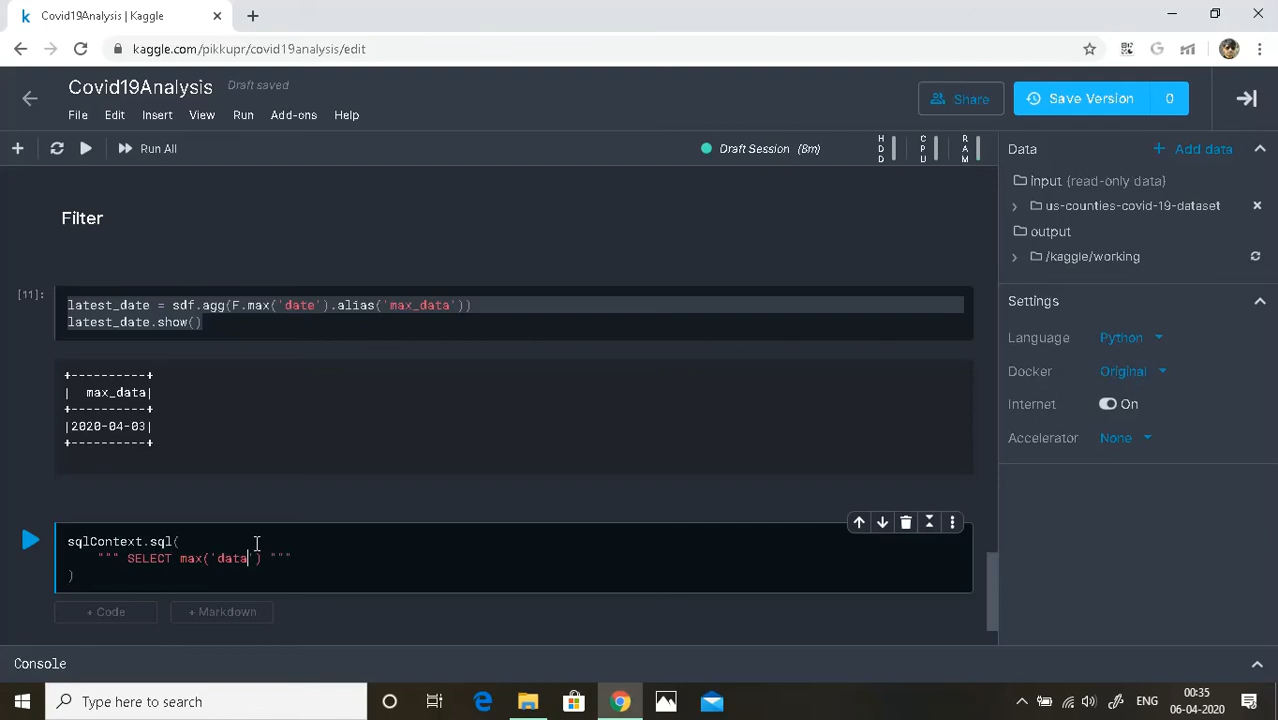 Covid19Analysis | Kaggle
kaggle.com/pikkupr/covid19analysis/edit
Covid19Analysis Draft saved
Share
Save Version 0
File Edit Insert View Run Add-ons Help
Run All
Draft Session (8m)
HDD
CPU
RAM
Data
Add data
input (read-only data)
us-counties-covid-19-dataset
output
/kaggle/working
Settings
Language Python
Docker Original
Internet On
Accelerator None
Filter
[11]:
latest_date = sdf.agg(F.max('date').alias('max_data'))
latest_date.show()
+----------+
|  max_data|
+----------+
|2020-04-03|
+----------+
sqlContext.sql(
""" SELECT max('data') """
)
+ Code
+ Markdown
Console
Type here to search
ENG
00:35
06-04-2020